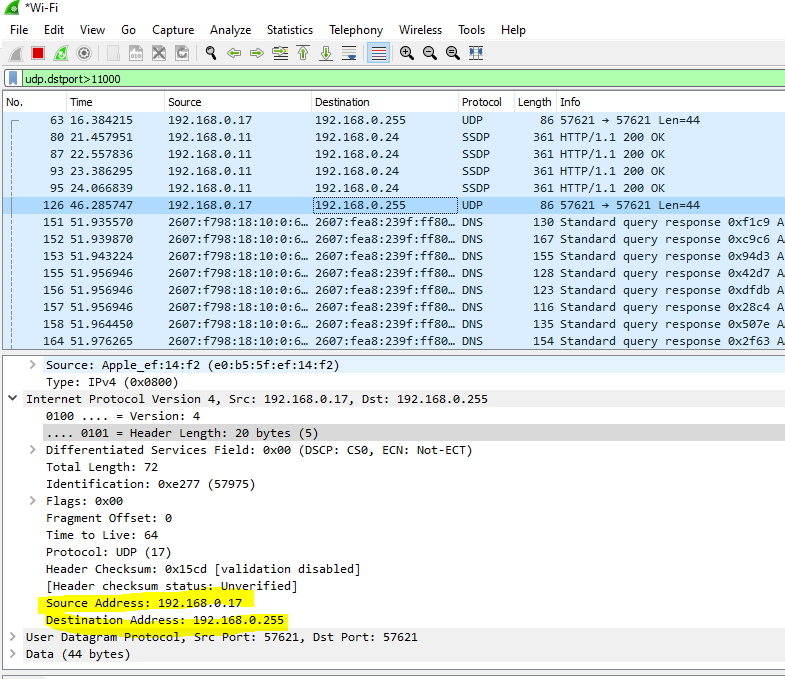 *Wi-Fi
File Edit View Go Capture Analyze Statistics Telephony Wireless Tools Help
udp.dstport>11000
No. Time Source Destination Protocol Length Info
63 16.384215 192.168.0.17 192.168.0.255 UDP 86 57621 → 57621 Len=44
80 21.457951 192.168.0.11 192.168.0.24 SSDP 361 HTTP/1.1 200 OK
87 22.557836 192.168.0.11 192.168.0.24 SSDP 361 HTTP/1.1 200 OK
93 23.386295 192.168.0.11 192.168.0.24 SSDP 361 HTTP/1.1 200 OK
95 24.066839 192.168.0.11 192.168.0.24 SSDP 361 HTTP/1.1 200 OK
126 46.285747 192.168.0.17 192.168.0.255 UDP 86 57621 → 57621 Len=44
151 51.935570 2607:f798:18:10:0:6… 2607:fea8:239f:ff80… DNS 130 Standard query response 0xf1c9 A
152 51.939870 2607:f798:18:10:0:6… 2607:fea8:239f:ff80… DNS 167 Standard query response 0xc9c6 A
153 51.943224 2607:f798:18:10:0:6… 2607:fea8:239f:ff80… DNS 155 Standard query response 0x94d3 A
155 51.956946 2607:f798:18:10:0:6… 2607:fea8:239f:ff80… DNS 128 Standard query response 0x42d7 A
156 51.956946 2607:f798:18:10:0:6… 2607:fea8:239f:ff80… DNS 123 Standard query response 0xdfdb A
157 51.956946 2607:f798:18:10:0:6… 2607:fea8:239f:ff80… DNS 116 Standard query response 0x28c4 A
158 51.964450 2607:f798:18:10:0:6… 2607:fea8:239f:ff80… DNS 135 Standard query response 0x507e A
164 51.976265 2607:f798:18:10:0:6… 2607:fea8:239f:ff80… DNS 154 Standard query response 0x2f63 A
Source: Apple_ef:14:f2 (e0:b5:5f:ef:14:f2)
Type: IPv4 (0x0800)
Internet Protocol Version 4, Src: 192.168.0.17, Dst: 192.168.0.255
0100 .... = Version: 4
.... 0101 = Header Length: 20 bytes (5)
Differentiated Services Field: 0x00 (DSCP: CS0, ECN: Not-ECT)
Total Length: 72
Identification: 0xe277 (57975)
Flags: 0x00
Fragment Offset: 0
Time to Live: 64
Protocol: UDP (17)
Header Checksum: 0x15cd [validation disabled]
[Header checksum status: Unverified]
Source Address: 192.168.0.17
Destination Address: 192.168.0.255
User Datagram Protocol, Src Port: 57621, Dst Port: 57621
Data (44 bytes)